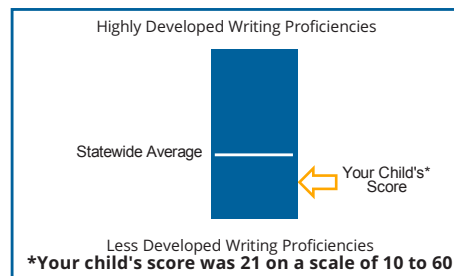 Highly Developed Writing Proficiencies
Statewide Average
Your Child's*
Score
Less Developed Writing Proficiencies
*Your child's score was 21 on a scale of 10 to 60